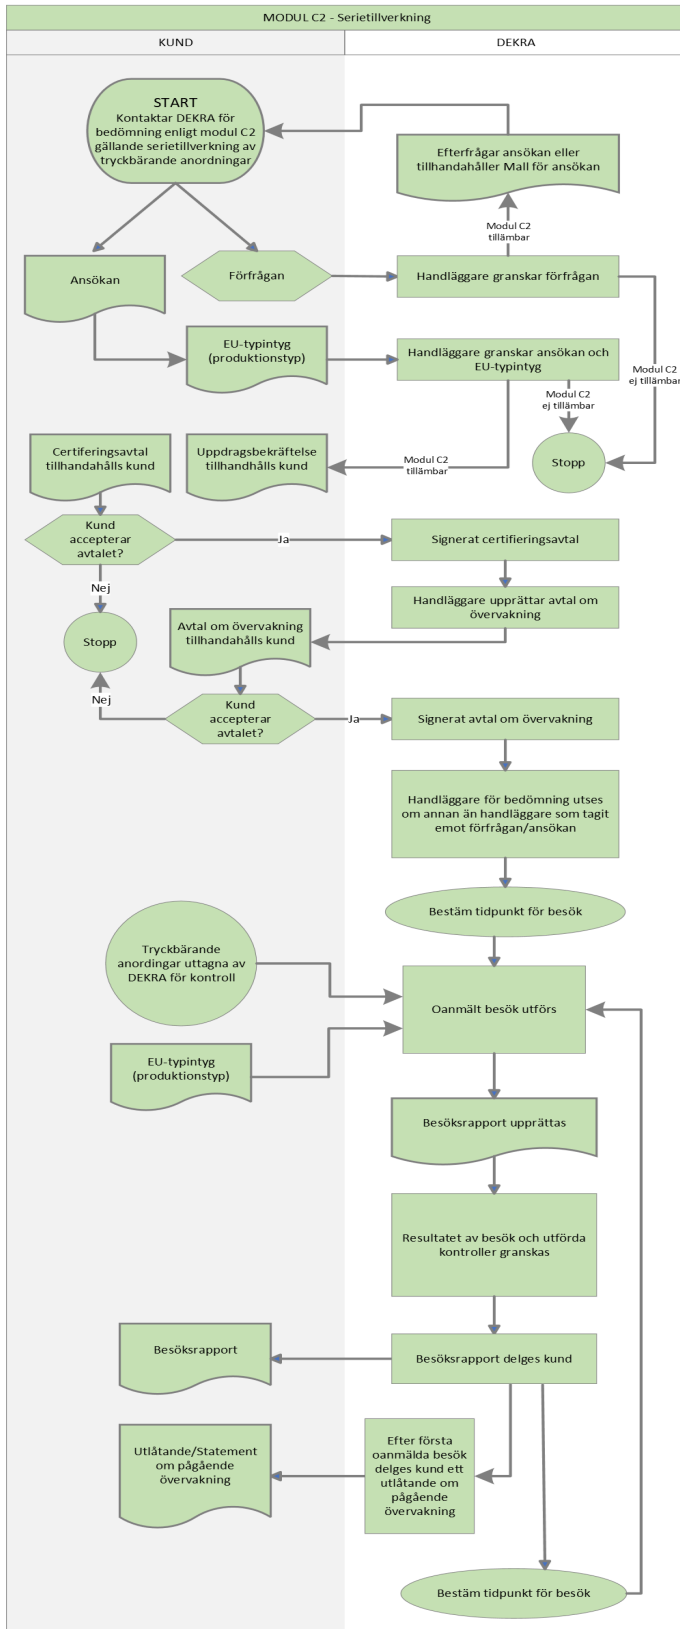 MODUL C2 - Serietillverkning
KUND
DEKRA
START
Kontaktar DEKRA för
bedömning enligt modul C2
gällande serietillverkning av
tryckbärande anordningar
Efterfrågar ansökan eller
tillhandahåller Mall för ansökan
Modul C2
tillämbar
Ansökan
Förfrågan
Handläggare granskar förfrågan
EU-typintyg
(produktionstyp)
Handläggare granskar ansökan och
EU-typintyg
Modul C2
ej tillämbar
Modul C2
ej tillämbar
Certiferingsavtal
tillhandahålls kund
Uppdragsbekräftelse
tillhandhålls kund
Modul C2
tillämbar
Stopp
Kund
accepterar
avtalet?
Ja
Signerat certifieringsavtal
Nej
Handläggare upprättar avtal om
övervakning
Stopp
Avtal om övervakning
tillhandahålls kund
Nej
Kund
accepterar
avtalet?
Ja
Signerat avtal om övervakning
Handläggare för bedömning utses
om annan än handläggare som tagit
emot förfrågan/ansökan
Bestäm tidpunkt för besök
Tryckbärande
anordingar uttagna av
DEKRA för kontroll
Oanmält besök utförs
EU-typintyg
(produktionstyp)
Besöksrapport upprättas
Resultatet av besök och utförda
kontroller granskas
Besöksrapport
Besöksrapport delges kund
Utlåtande/Statement
om pågående
övervakning
Efter första
oanmälda besök
delges kund ett
utlåtande om
pågående
övervakning
Bestäm tidpunkt för besök